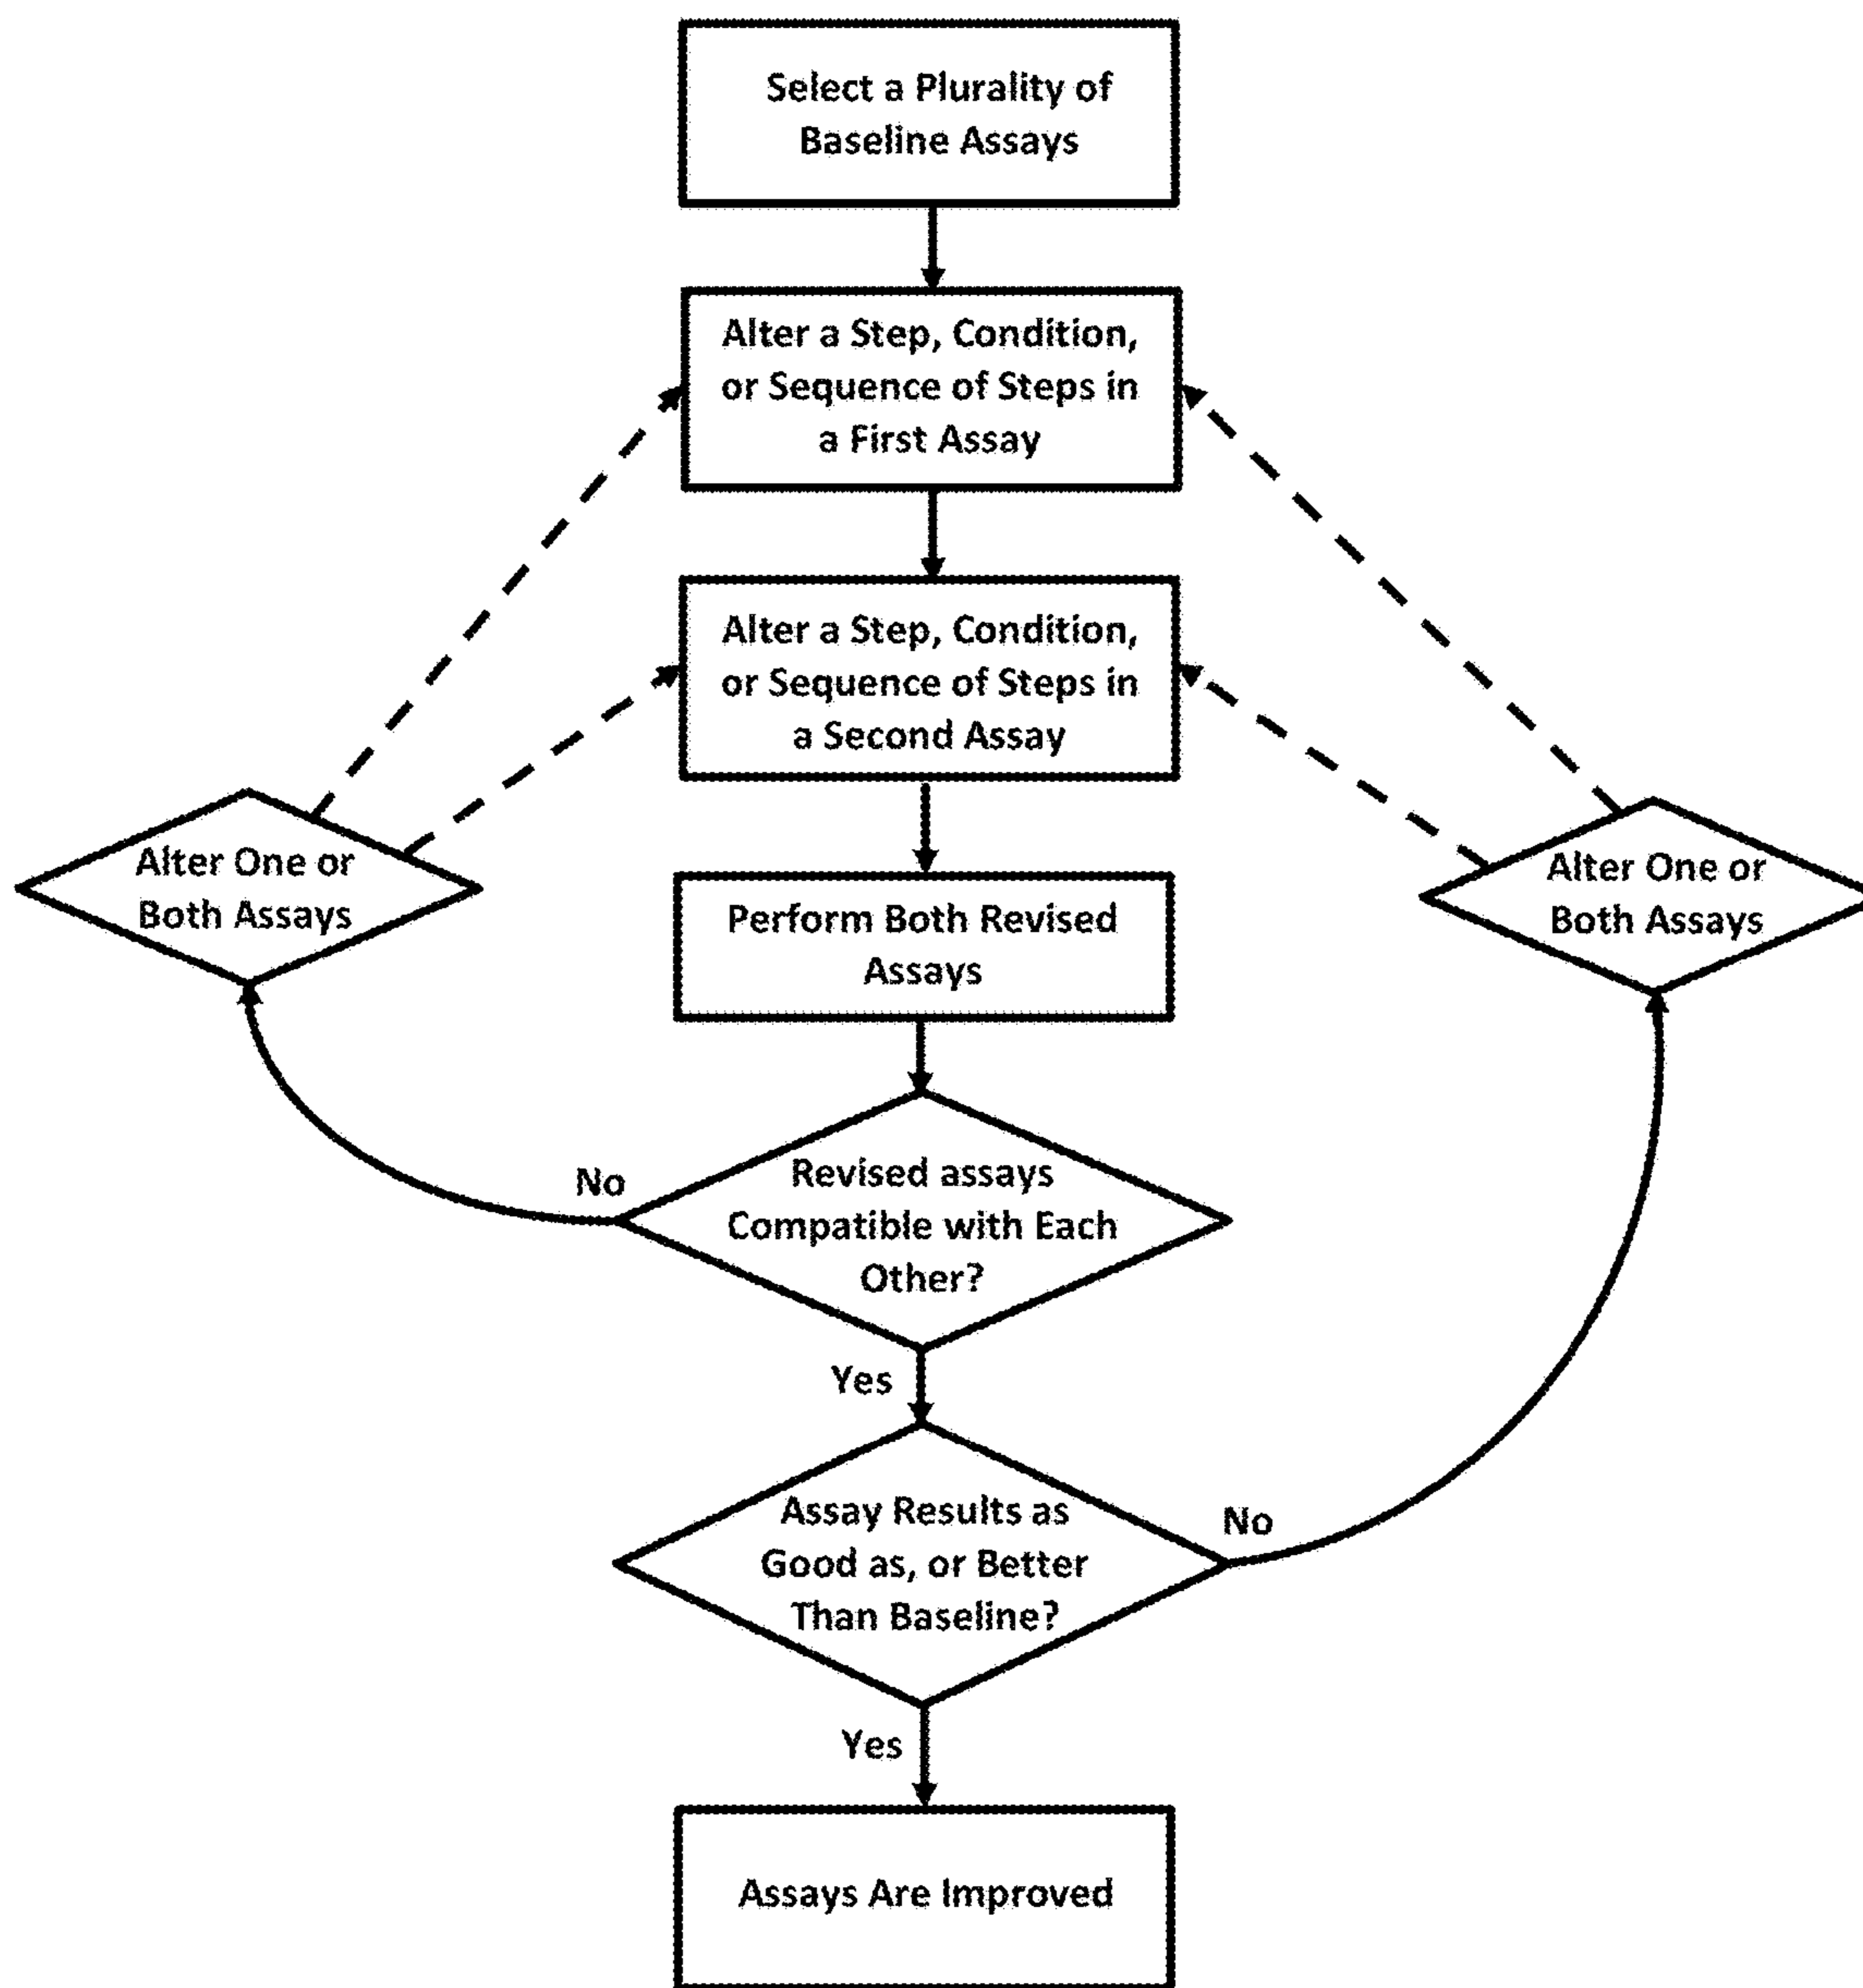 Select a Plurality of
Baseline Assays
Alter a Step, Condition,
or Sequence of Steps in
a First Assay
Alter a Step, Condition,
or Sequence of Steps in
a Second Assay
Alter One or
Both Assays
Alter One or
Both Assays
Perform Both Revised
Assays
No
Revised assays
Compatible with Each
Other?
Yes
Assay Results as
Good as, or Better
Than Baseline?
No
Yes
Assays Are Improved